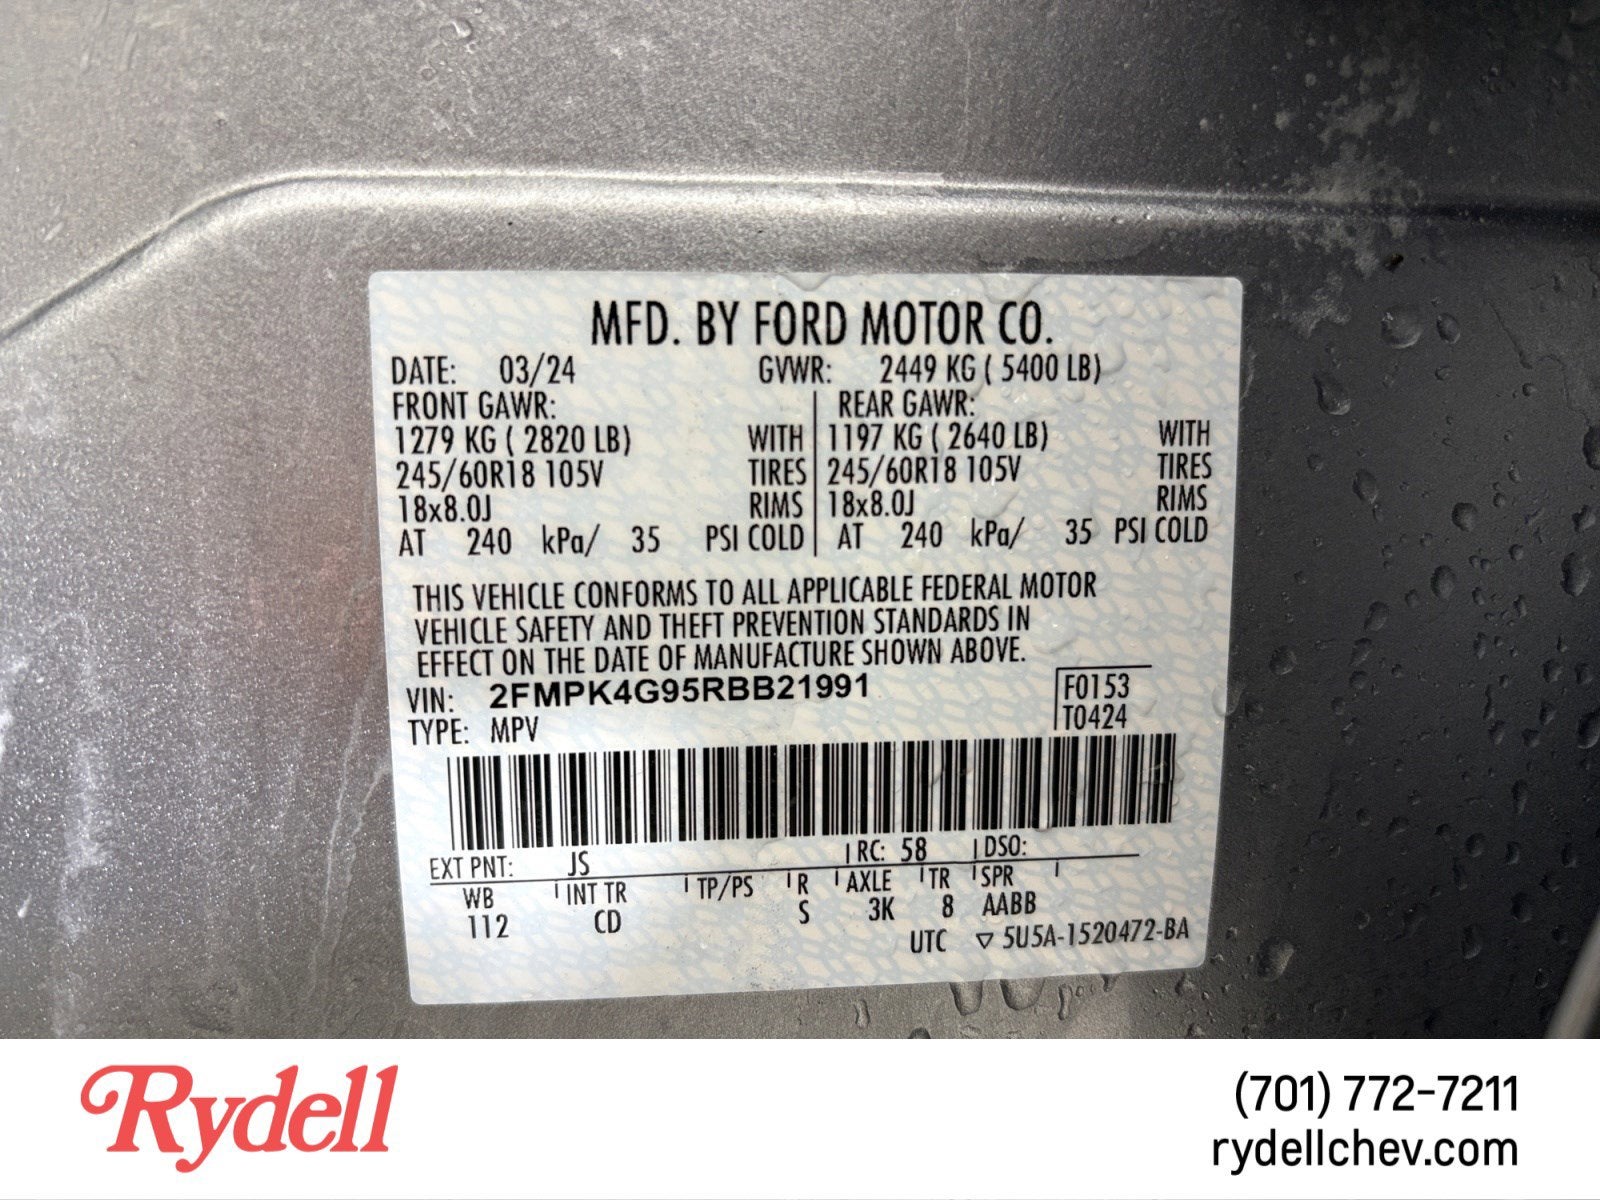 MFD. BY FORD MOTOR CO.
DATE: 03/24 GVWR: 2449 KG ( 5400 LB)
FRONT GAWR: REAR GAWR:
1279 KG ( 2820 LB) WITH 1197 KG ( 2640 LB) WITH
245/60R18 105V TIRES 245/60R18 105V TIRES
18x8.0J RIMS 18x8.0J RIMS
AT 240 kPa/ 35 PSI COLD AT 240 kPa/ 35 PSI COLD
THIS VEHICLE CONFORMS TO ALL APPLICABLE FEDERAL MOTOR
VEHICLE SAFETY AND THEFT PREVENTION STANDARDS IN
EFFECT ON THE DATE OF MANUFACTURE SHOWN ABOVE.
VIN: 2FMPK4G95RBB21991 F0153
TYPE: MPV T0424
EXT PNT: JS RC: 58 DSO:
WB INT TR TP/PS R AXLE TR SPR
112 CD S 3K 8 AABB
UTC ▽ 5U5A-1520472-BA
Rydell
(701) 772-7211
rydellchev.com